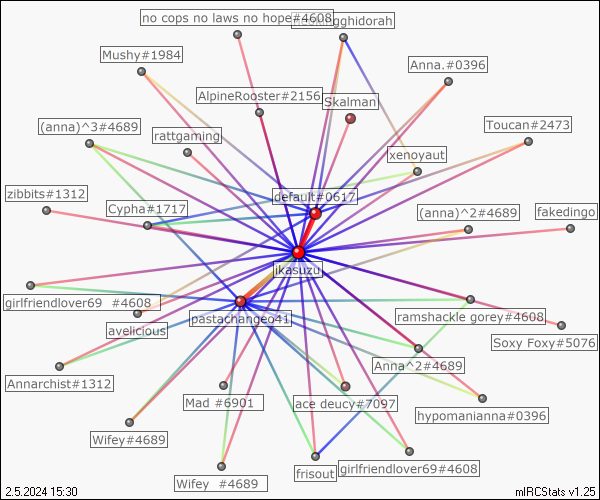 no cops no laws no hope#4608
gghidorah
Mushy#1984
Anna.#0396
AlpineRooster#2156
Skalman
(anna)^3#4689
rattgaming
Toucan#2473
xenoyaut
zibbits#1312
default#0617
Cypha#1717
(anna)^2#4689
fakedingo
ikasuzu
girlfriendlover69 #4608
pastachangeo41
ramshackle gorey#4608
avelicious
Soxy Foxy#5076
Anna^2#4689
Annarchist#1312
Mad #6901
ace deucy#7097
hypomanianna#0396
Wifey#4689
girlfriendlover69#4608
frisout
Wifey #4689
2.5.2024 15:30
mIRCStats v1.25